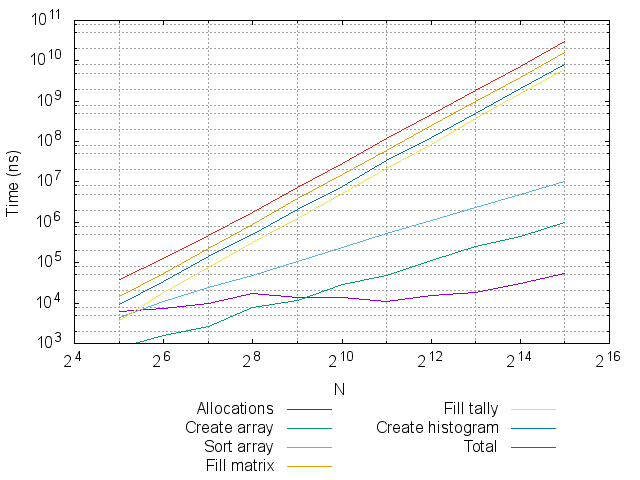 10^11
10^10
10^9
10^8
10^7
10^6
10^5
10^4
10^3
Time (ns)
2^4 2^6 2^8 2^10 2^12 2^14 2^16
N
Allocations
Create array
Sort array
Fill matrix
Fill tally
Create histogram
Total